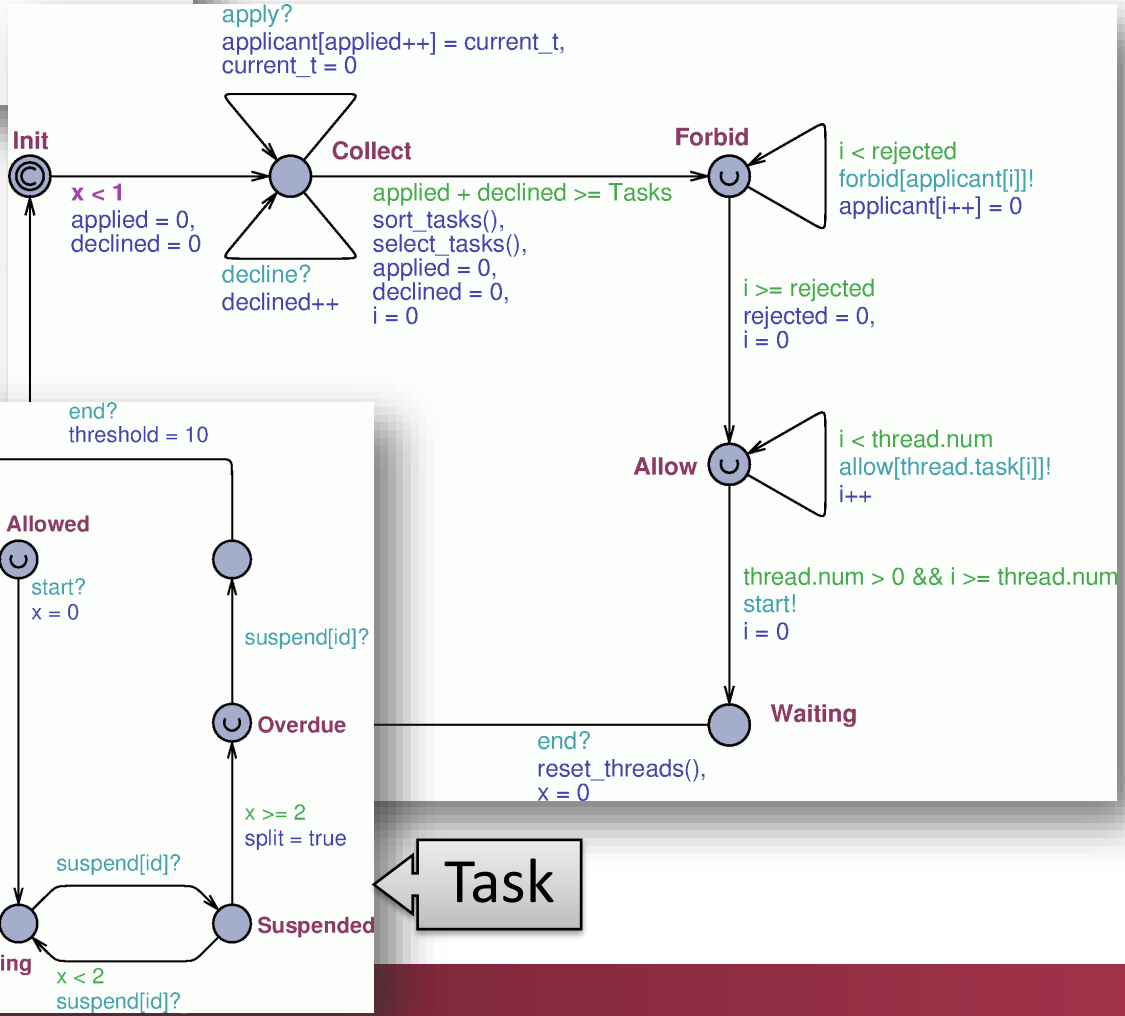 apply?
applicant[applied++] = current_t,
current_t = 0
Init
Collect
Forbid
x < 1
applied = 0,
declined = 0
applied + declined >= Tasks
sort_tasks(),
select_tasks(),
applied = 0,
declined = 0,
i = 0
decline?
declined++
i < rejected
forbid[applicant[i]]!
applicant[i++] = 0
i >= rejected
rejected = 0,
i = 0
Allow
i < thread.num
allow[thread.task[i]]!
i++
thread.num > 0 && i >= thread.num
start!
i = 0
Waiting
end?
reset_threads(),
x = 0
end?
threshold = 10
Allowed
start?
x = 0
suspend[id]?
Overdue
x >= 2
split = true
suspend[id]?
Suspended
ing
x < 2
suspend[id]?
Task